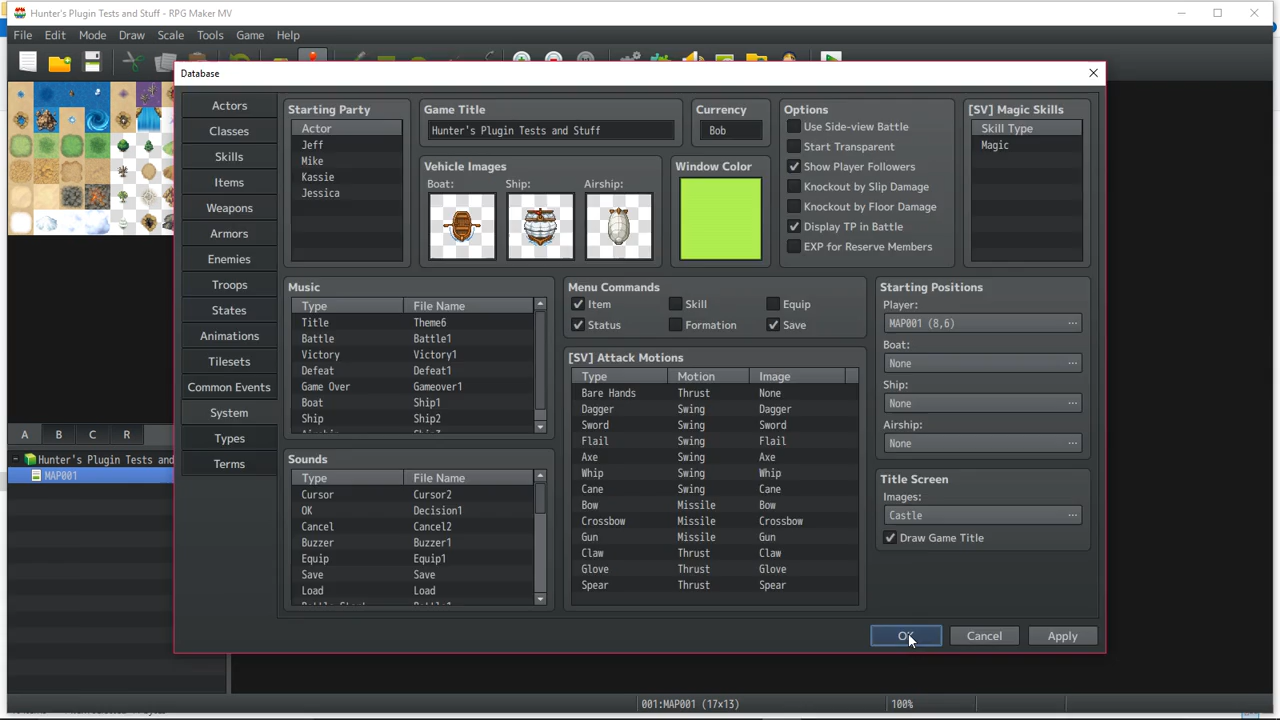 Hunter's Plugin Tests and Stuff - RPG Maker MV
File Edit Mode Draw Scale Tools Game Help
Database
Actors
Classes
Skills
Items
Weapons
Armors
Enemies
Troops
States
Animations
Tilesets
Common Events
System
Types
Terms
Starting Party
Actor
Jeff
Mike
Kassie
Jessica
Game Title
Hunter's Plugin Tests and Stuff
Currency
Bob
Vehicle Images
Boat: Ship: Airship:
Window Color
Options
Use Side-view Battle
Start Transparent
Show Player Followers
Knockout by Slip Damage
Knockout by Floor Damage
Display TP in Battle
EXP for Reserve Members
[SV] Magic Skills
Skill Type
Magic
Music
Type File Name
Title Theme6
Battle Battle1
Victory Victory1
Defeat Defeat1
Game Over Gameover1
Boat Ship1
Ship Ship2
Sounds
Type File Name
Cursor Cursor2
OK Decision1
Cancel Cancel2
Buzzer Buzzer1
Equip Equip1
Save Save
Load Load
Menu Commands
Item Skill Equip
Status Formation Save
[SV] Attack Motions
Type Motion Image
Bare Hands Thrust None
Dagger Swing Dagger
Sword Swing Sword
Flail Swing Flail
Axe Swing Axe
Whip Swing Whip
Cane Swing Cane
Bow Missile Bow
Crossbow Missile Crossbow
Gun Missile Gun
Claw Thrust Claw
Glove Thrust Glove
Spear Thrust Spear
Starting Positions
Player:
MAP001 (8,6) ...
Boat:
None ...
Ship:
None ...
Airship:
None ...
Title Screen
Images:
Castle ...
Draw Game Title
OK Cancel Apply
A B C R
Hunter's Plugin Tests and
MAP001
001:MAP001 (17x13) 100%